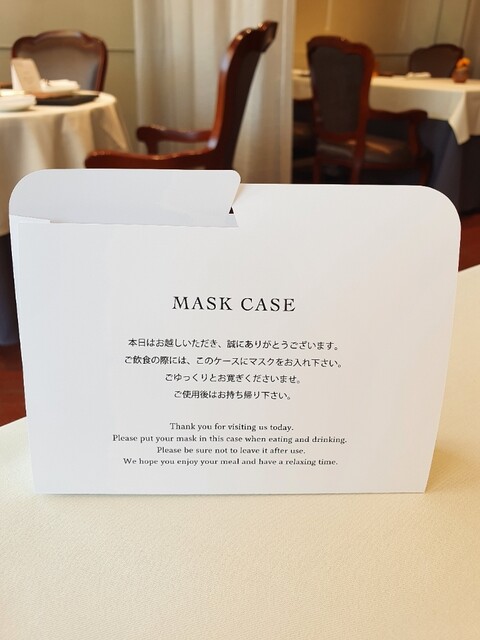 MASK CASE
本日はお越しいただき、誠にありがとうございます。
ご飲食の際には、このケースにマスクをお入れ下さい。
ごゆっくりとお寛ぎくださいませ。
ご使用後はお持ち帰り下さい。
Thank you for visiting us today.
Please put your mask in this case when eating and drinking.
Please be sure not to leave it after use.
We hope you enjoy your meal and have a relaxing time.